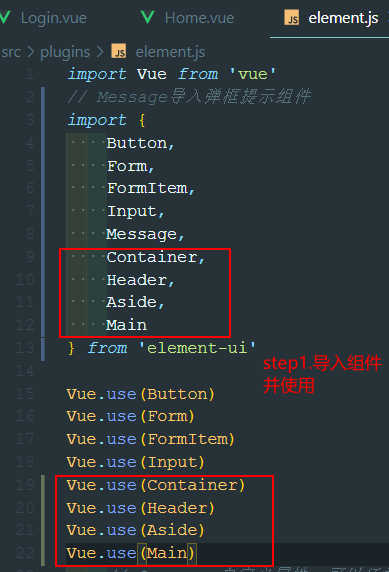 Login.vue Home.vue JS element.js
src > plugins > JS element.js
1 import Vue from 'vue'
2 // Message导入弹框提示组件
3 import {
4 Button,
5 Form,
6 FormItem,
7 Input,
8 Message,
9 Container,
10 Header,
11 Aside,
12 Main
13 } from 'element-ui'
step1.导入组件
并使用
14
15 Vue.use(Button)
16 Vue.use(Form)
17 Vue.use(FormItem)
18 Vue.use(Input)
19 Vue.use(Container)
20 Vue.use(Header)
21 Vue.use(Aside)
22 Vue.use(Main)